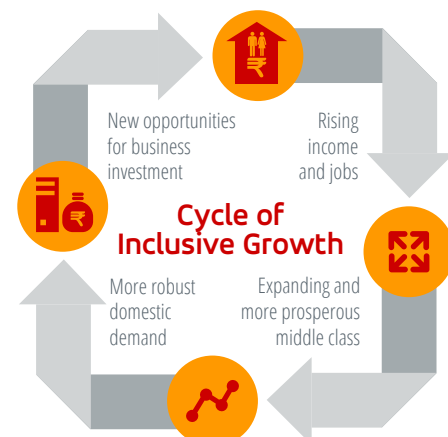 New opportunities
for business
investment
Rising
income
and jobs
Cycle of
Inclusive Growth
More robust
domestic
demand
Expanding and
more prosperous
middle class
₹
₹